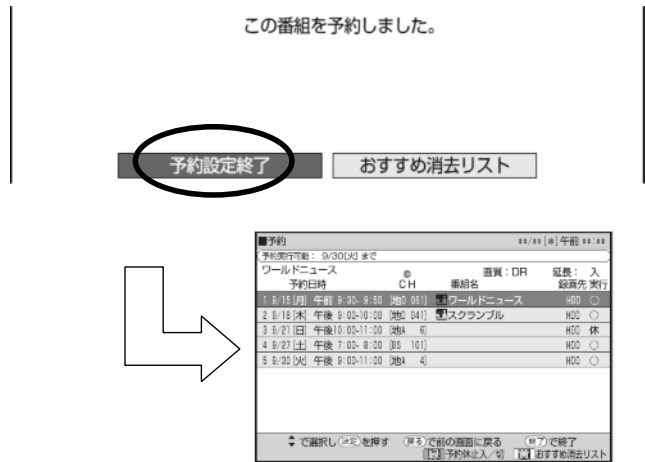 この番組を予約しました。
予約設定終了 おすすめ消去リスト
■予約 **/**[*]午前 **:**
予約実行可能： 9/30[火] まで
ワールドニュース 画質：DR 延長： 入
予約日時 CH 番組名 録画先 実行
1 9/15[月] 午前 9:30- 9:50 [地D 061] ワールドニュース HDD ○
2 9/18[木] 午後 9:00-10:00 [地D 041] スクランブル HDD ○
3 9/21[日] 午後10:00-11:00 [地A 6] HDD 休
4 9/27[土] 午後 7:00- 8:00 [BS 101] HDD ○
5 9/30[火] 午後 9:00-11:00 [地A 4] HDD ○
で選択し 決定 を押す 戻る で前の画面に戻る 終了 で終了
予約休止入/切 おすすめ消去リスト